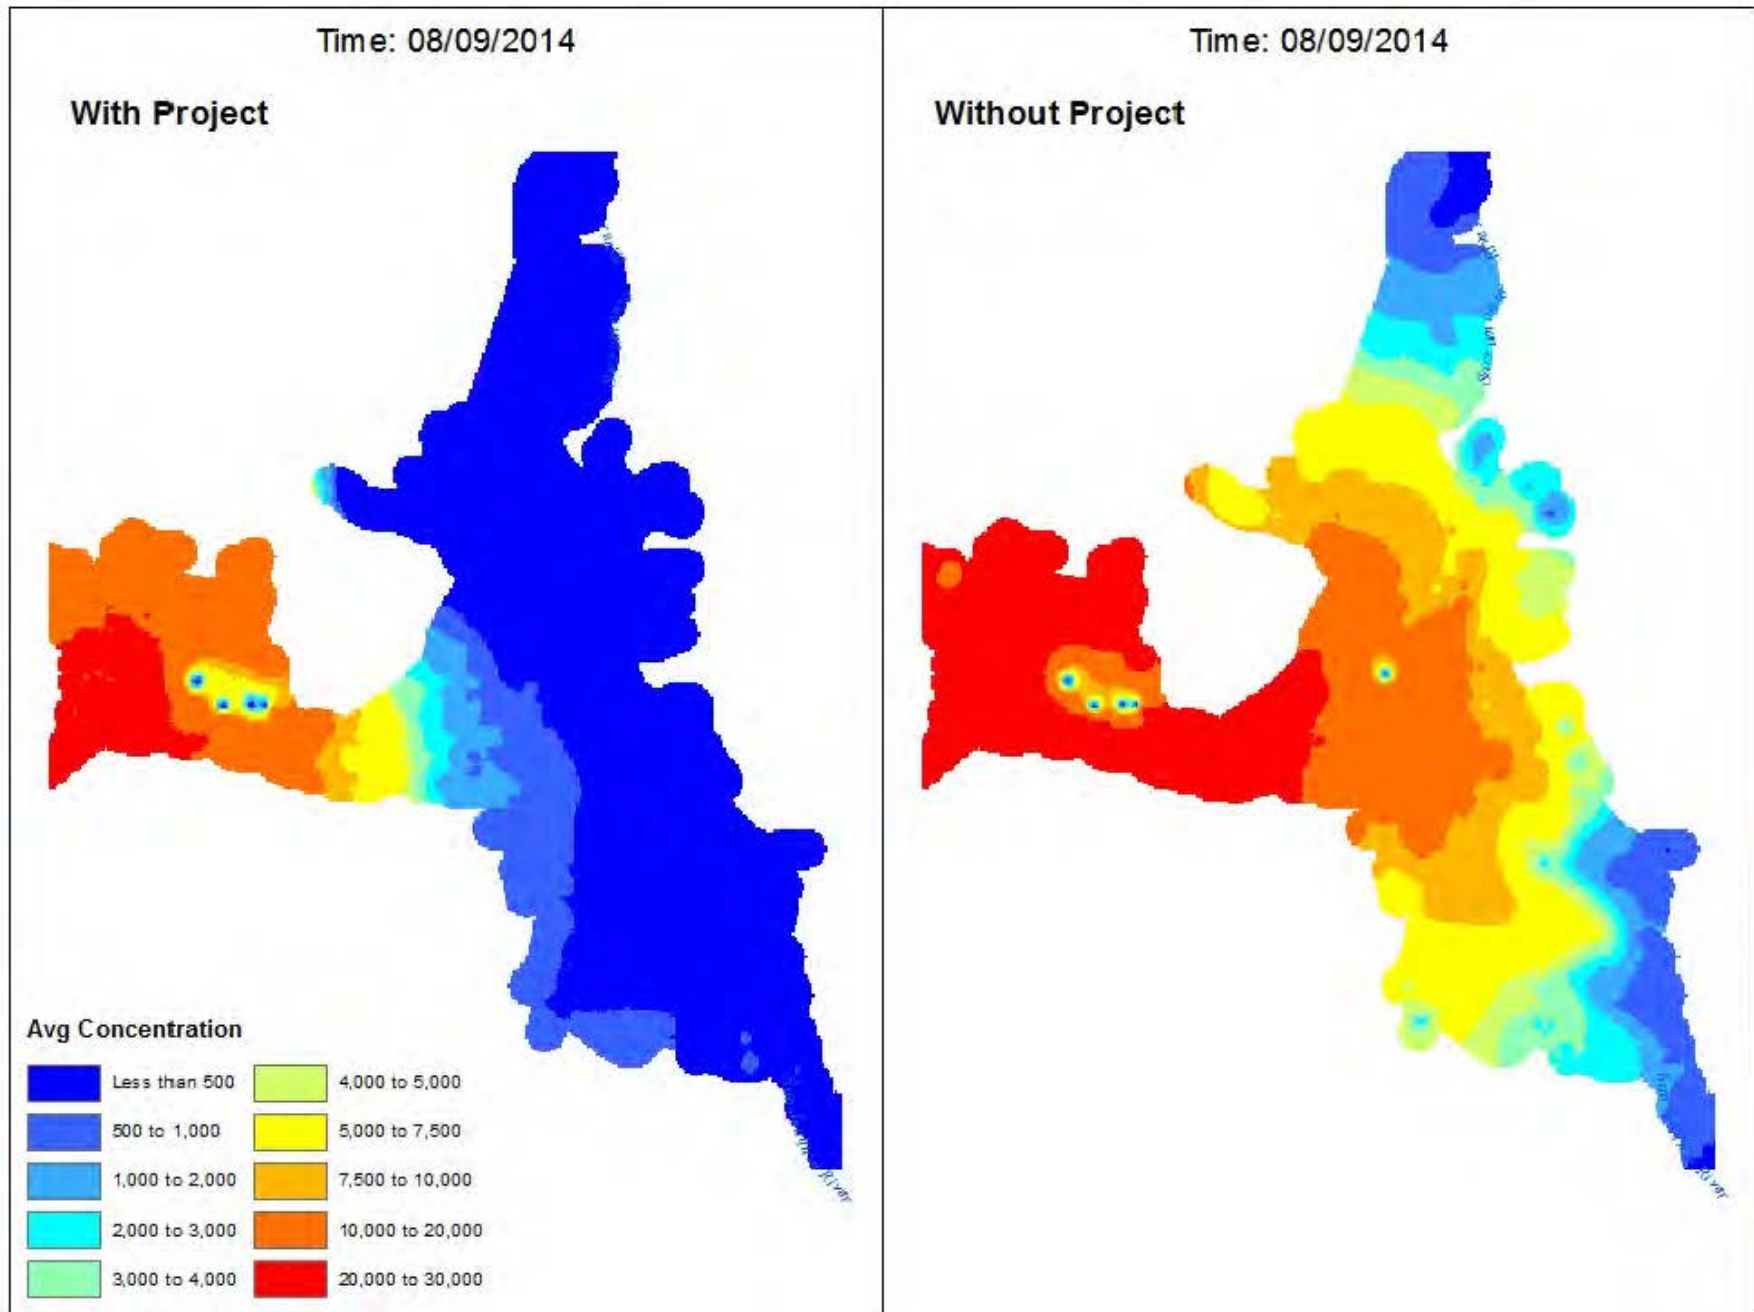 Time: 08/09/2014
With Project
Avg Concentration
Less than 500
500 to 1,000
1,000 to 2,000
2,000 to 3,000
3,000 to 4,000
4,000 to 5,000
5,000 to 7,500
7,500 to 10,000
10,000 to 20,000
20,000 to 30,000
River
Time: 08/09/2014
Without Project
River